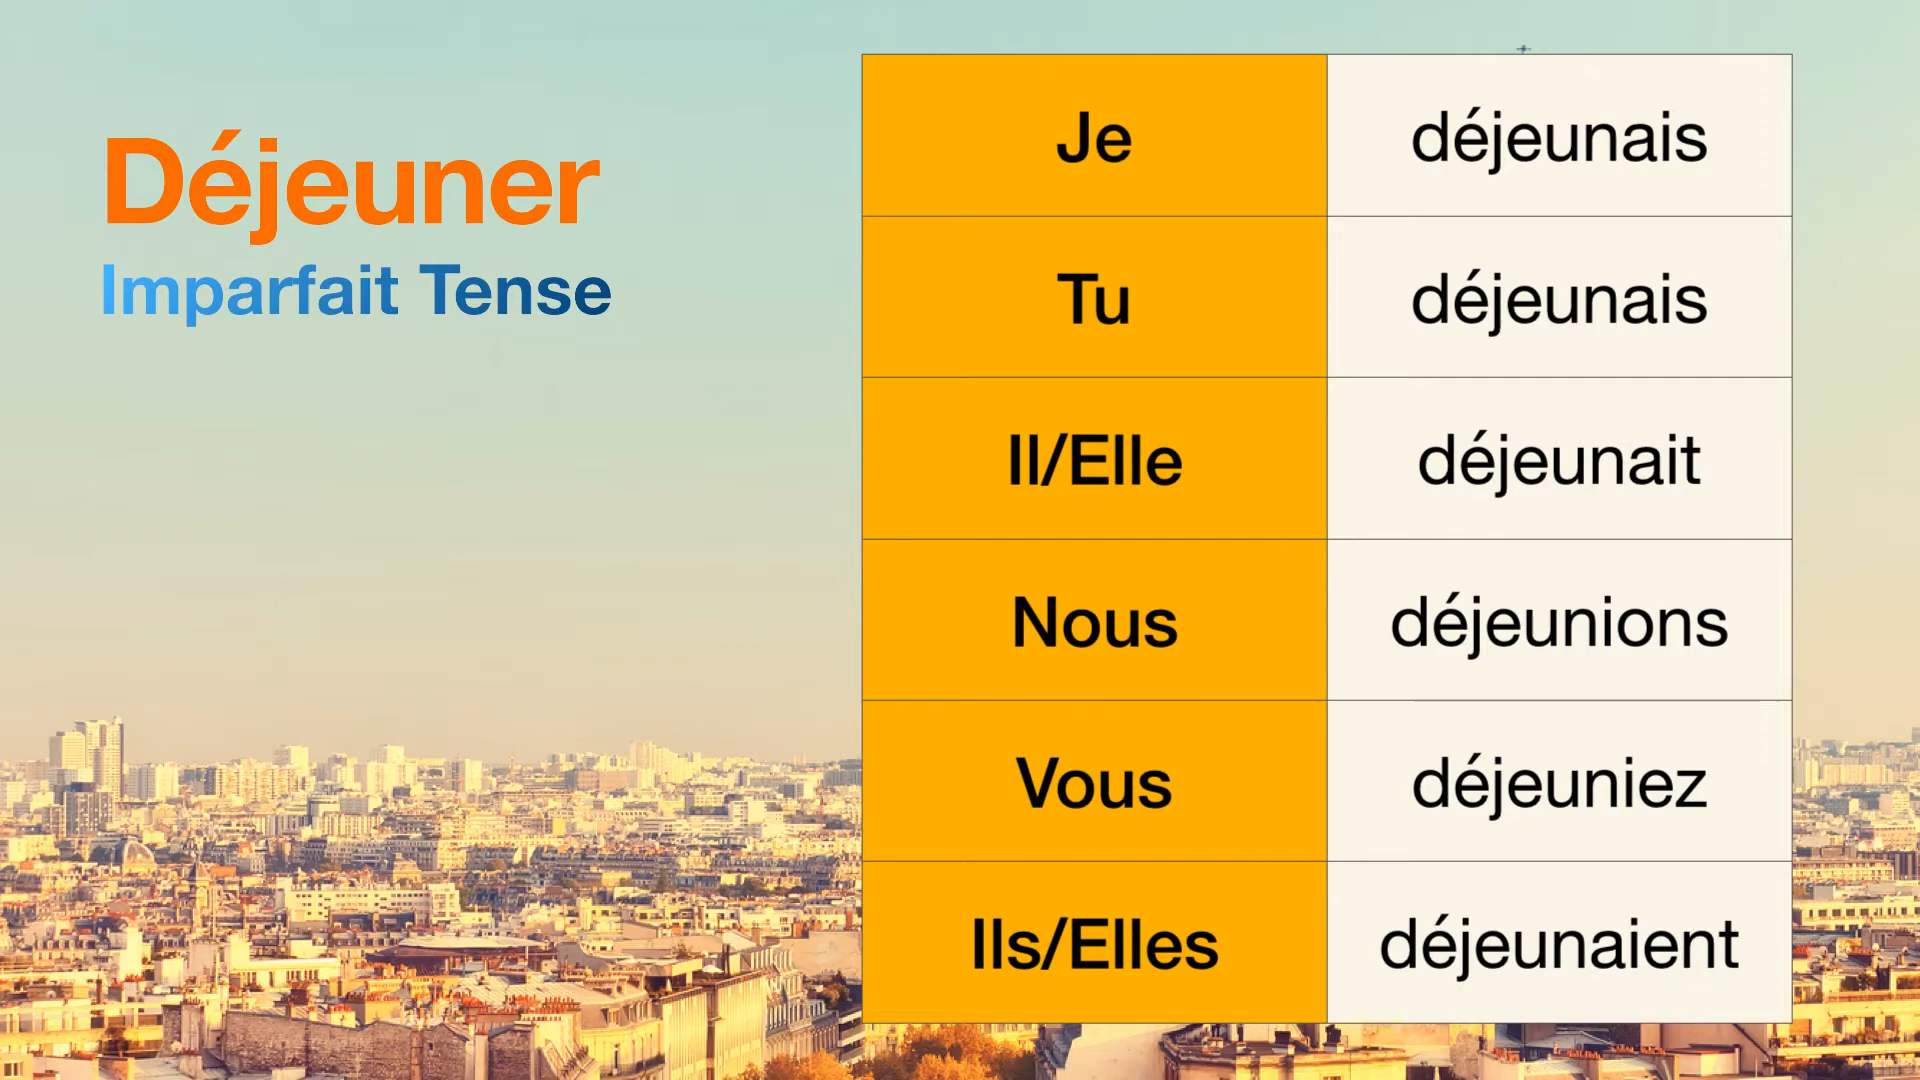 Déjeuner
Imparfait Tense
Je déjeunais
Tu déjeunais
Il/Elle déjeunait
Nous déjeunions
Vous déjeuniez
Ils/Elles déjeunaient